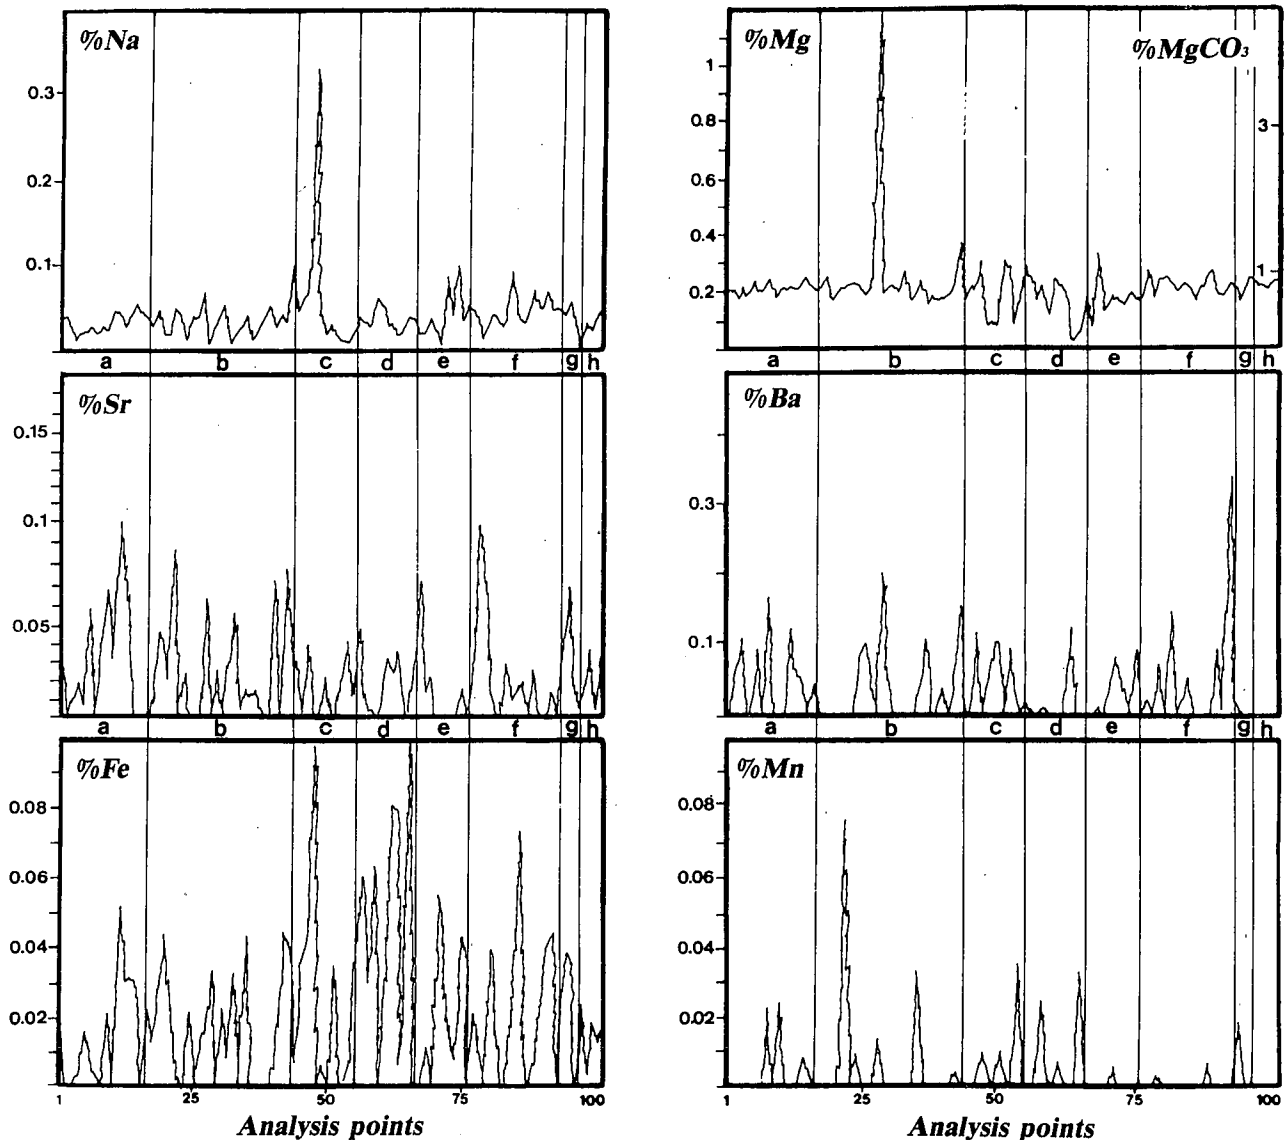 %Na
0.3
0.2
0.1
a b c d e f g h
%Sr
0.15
0.1
0.05
a b c d e f g h
%Fe
0.08
0.06
0.04
0.02
1 25 50 75 100
Analysis points
%Mg %MgCO₃
1
0.8
0.6
0.4
0.2
3
1
a b c d e f g h
%Ba
0.3
0.1
a b c d e f g h
%Mn
0.08
0.06
0.04
0.02
1 25 50 75 100
Analysis points